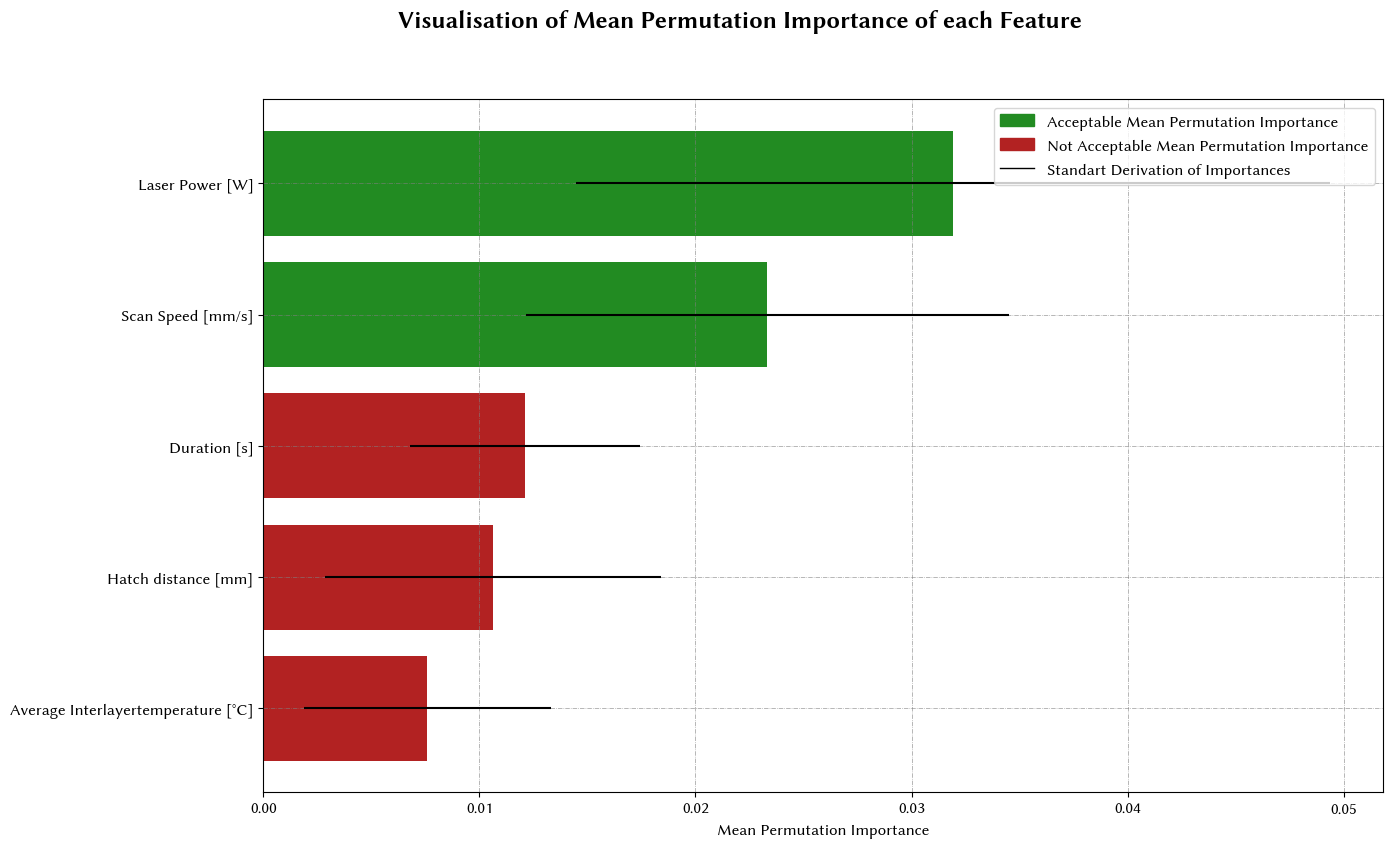 Visualisation of Mean Permutation Importance of each Feature
Acceptable Mean Permutation Importance
Not Acceptable Mean Permutation Importance
Standart Derivation of Importances
Laser Power [W]
Scan Speed [mm/s]
Duration [s]
Hatch distance [mm]
Average Interlayertemperature [°C]
0.00 0.01 0.02 0.03 0.04 0.05
Mean Permutation Importance